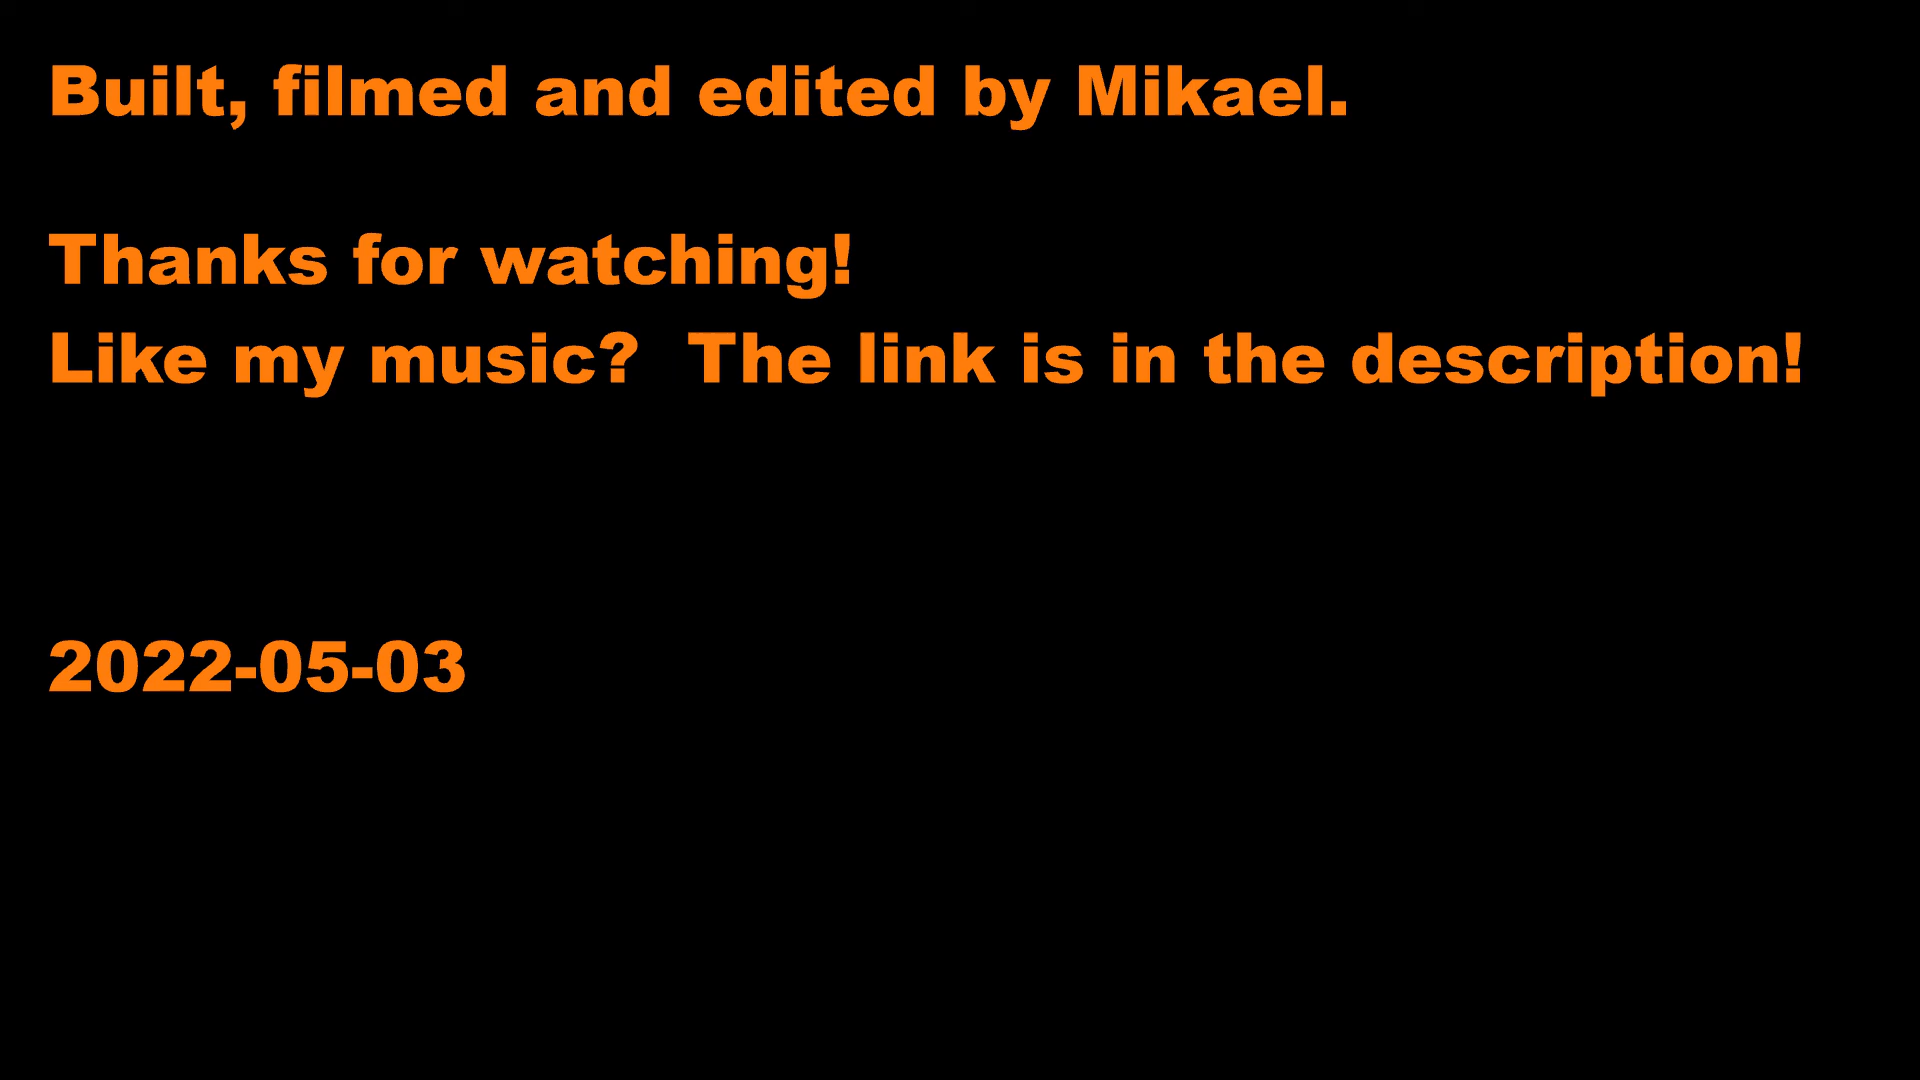 Built, filmed and edited by Mikael.
Thanks for watching!
Like my music?  The link is in the description!
2022-05-03